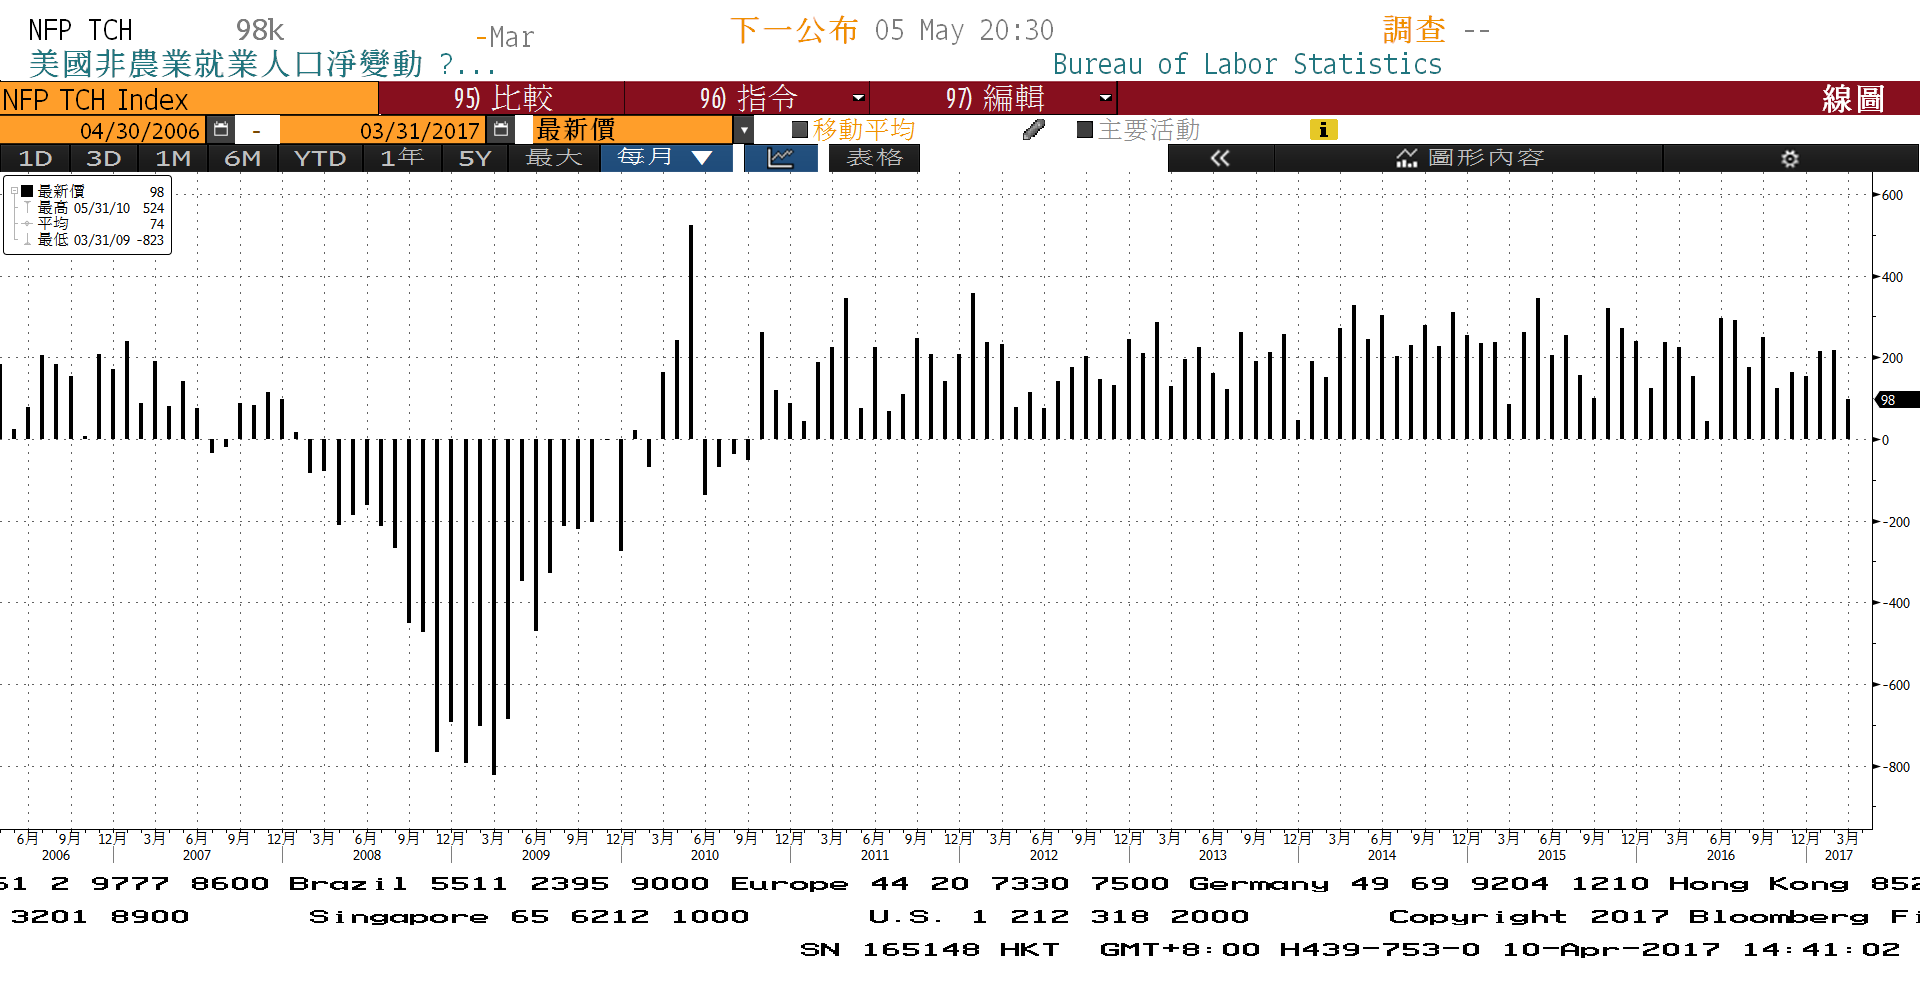 NFP TCH 98k -Mar 下一公布 05 May 20:30 調查 --
美國非農業就業人口淨變動 ?... Bureau of Labor Statistics
NFP TCH Index 95) 比較 96) 指令 97) 編輯 線圖
04/30/2006 - 03/31/2017 最新價 移動平均 主要活動
1D 3D 1M 6M YTD 1年 5Y 最大 每月 ▼ 表格 « 圖形內容
最新價 98
最高 05/31/10 524
平均 74
最低 03/31/09 -823
600
400
200
98
0
-200
-400
-600
-800
6月 9月 12月 3月 6月 9月 12月 3月 6月 9月 12月 3月 6月 9月 12月 3月 6月 9月 12月 3月 6月 9月 12月 3月 6月 9月 12月 3月 6月 9月 12月 3月 6月 9月 12月 3月 6月 9月 12月 3月 6月 9月 12月 3月
2006 2007 2008 2009 2010 2011 2012 2013 2014 2015 2016 2017
61 2 9777 8600 Brazil 5511 2395 9000 Europe 44 20 7330 7500 Germany 49 69 9204 1210 Hong Kong 852
3201 8900 Singapore 65 6212 1000 U.S. 1 212 318 2000 Copyright 2017 Bloomberg Fi
SN 165148 HKT GMT+8:00 H439-753-0 10-Apr-2017 14:41:02